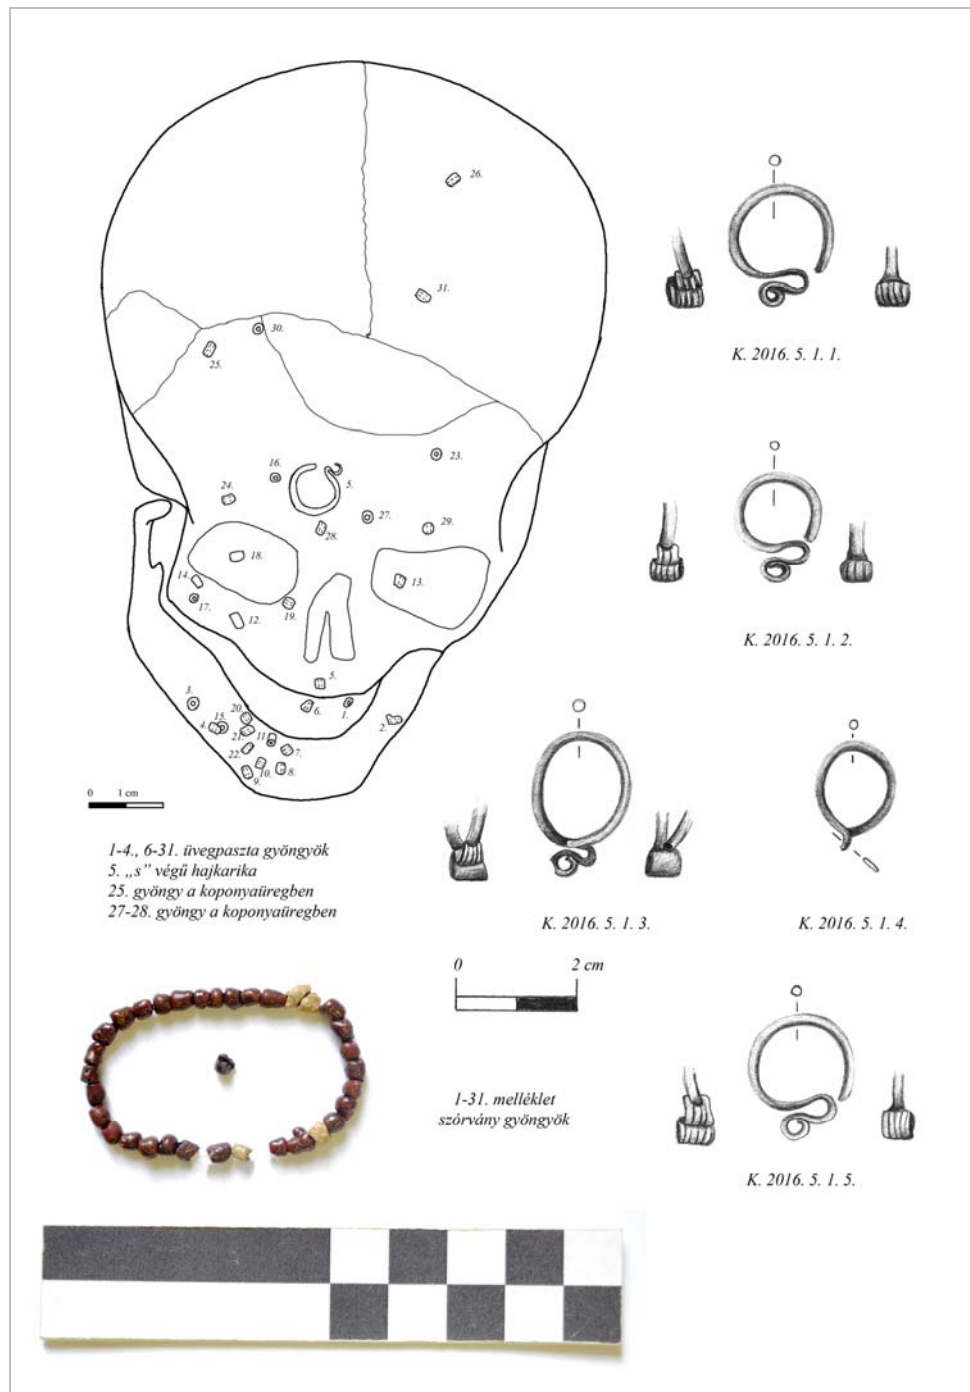 26.
31.
30.
25.
23.
16.
5.
24.
27.
28.
29.
18.
13.
14.
17.
19.
12.
5.
3.
6.
1.
20.
2.
15.
4.
21.
11.
22.
7.
10.
8.
9.
0 1 cm
1-4., 6-31. üvegpaszta gyöngyök
5. „s” végű hajkarika
25. gyöngy a koponyaüregben
27-28. gyöngy a koponyaüregben
K. 2016. 5. 1. 1.
K. 2016. 5. 1. 2.
K. 2016. 5. 1. 3.
K. 2016. 5. 1. 4.
0 2 cm
1-31. melléklet
szórvány gyöngyök
K. 2016. 5. 1. 5.